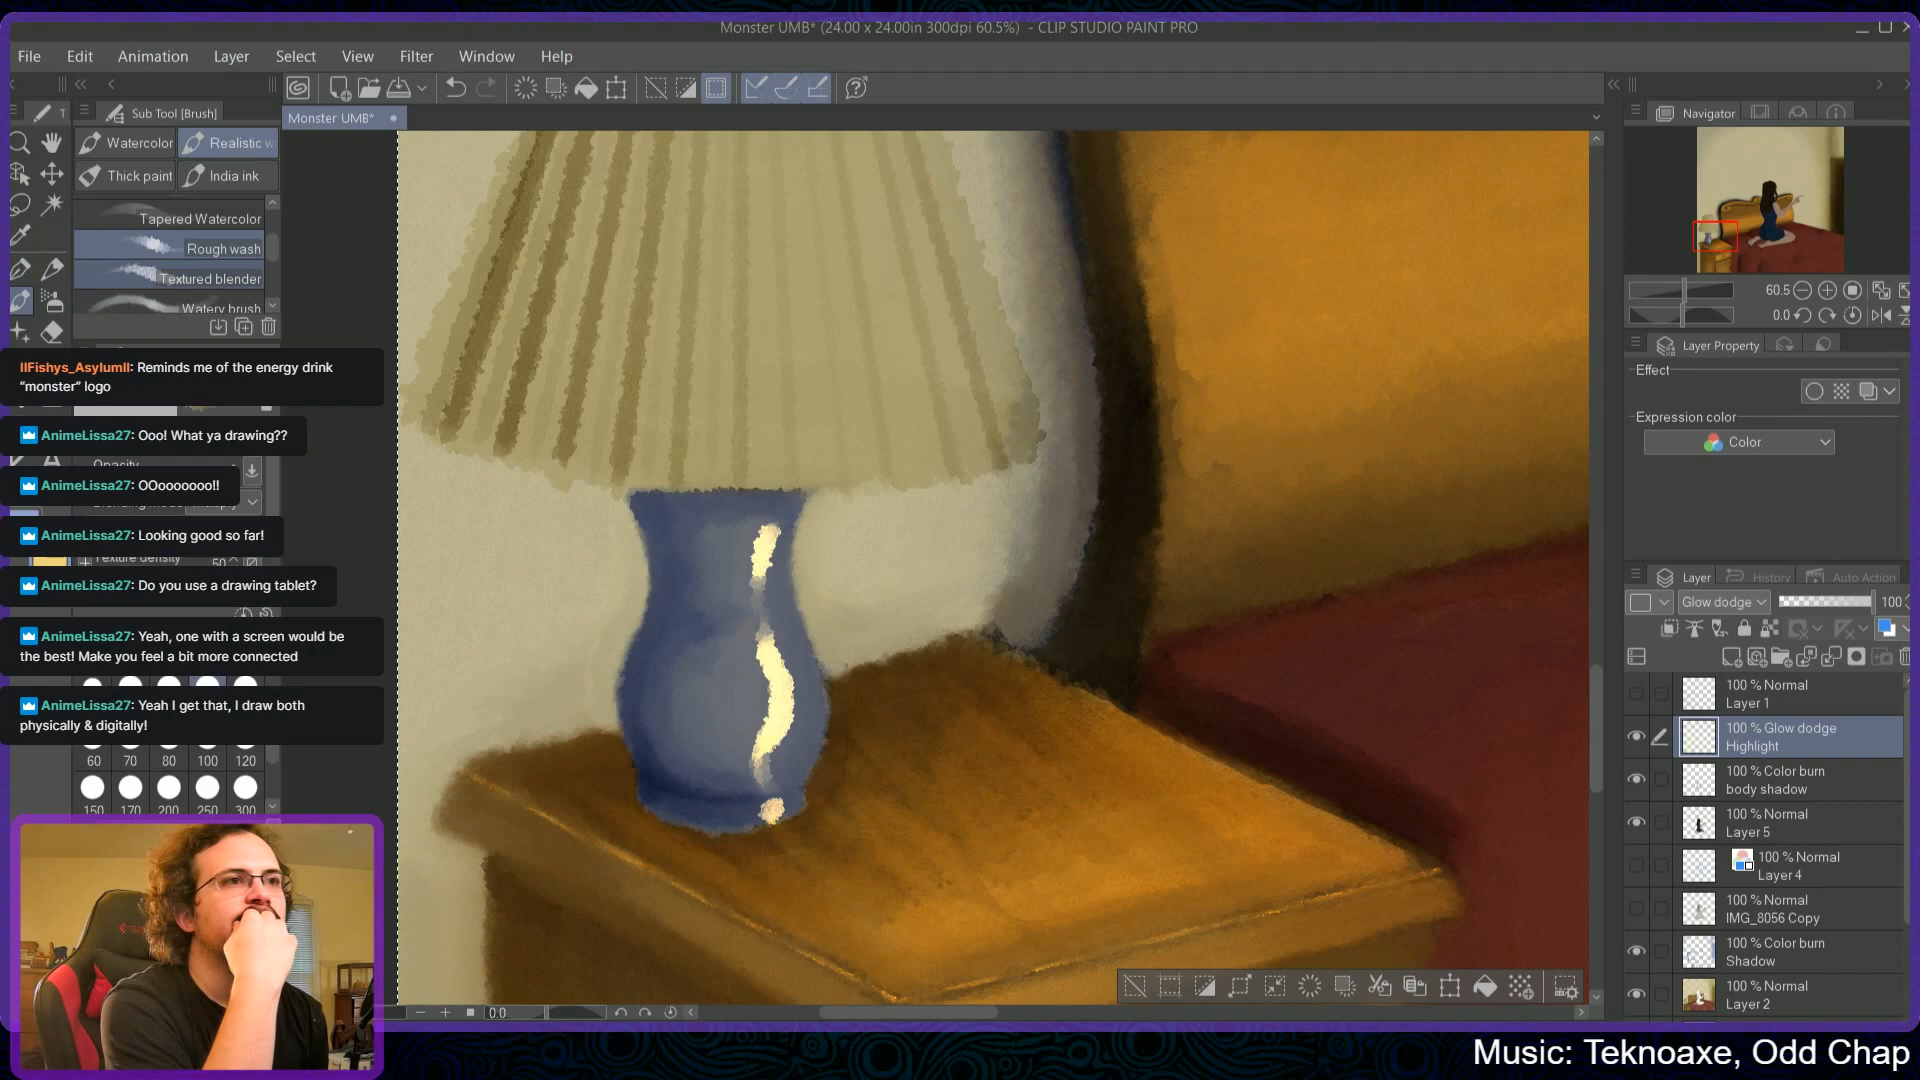 Monster UMB* (24.00 x 24.00in 300dpi 60.5%) - CLIP STUDIO PAINT PRO
File Edit Animation Layer Select View Filter Window Help
Sub Tool [Brush]
Monster UMB*
Navigator
Watercolor
Realistic w
Thick paint
India ink
Tapered Watercolor
Rough wash
Textured blender
Watery brush
60.5
0.0
Layer Property
Effect
Expression color
Color
IIFishys_AsylumII: Reminds me of the energy drink
“monster” logo
AnimeLissa27: Ooo! What ya drawing??
Opacity
AnimeLissa27: OOooooooo!!
AnimeLissa27: Looking good so far!
Texture density 50
AnimeLissa27: Do you use a drawing tablet?
AnimeLissa27: Yeah, one with a screen would be
the best! Make you feel a bit more connected
AnimeLissa27: Yeah I get that, I draw both
physically & digitally!
60 70 80 100 120
150 170 200 250 300
Layer History Auto Action
Glow dodge 100
100 % Normal
Layer 1
100 % Glow dodge
Highlight
100 % Color burn
body shadow
100 % Normal
Layer 5
100 % Normal
Layer 4
100 % Normal
IMG_8056 Copy
100 % Color burn
Shadow
100 % Normal
Layer 2
0.0
Music: Teknoaxe, Odd Chap